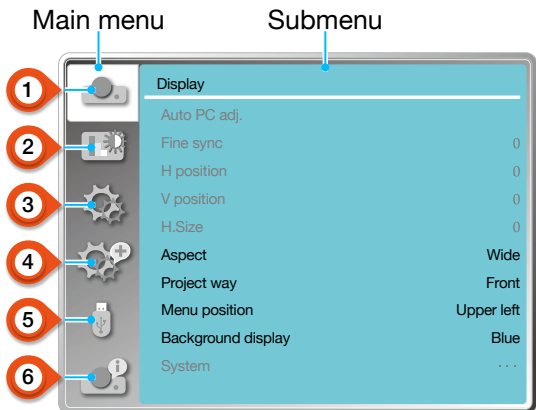 Main menu Submenu
1
Display
Auto PC adj.
2
Fine sync 0
H position 0
3
V position 0
H.Size 0
4
Aspect Wide
Project way Front
5
Menu position Upper left
Background display Blue
6
System ...